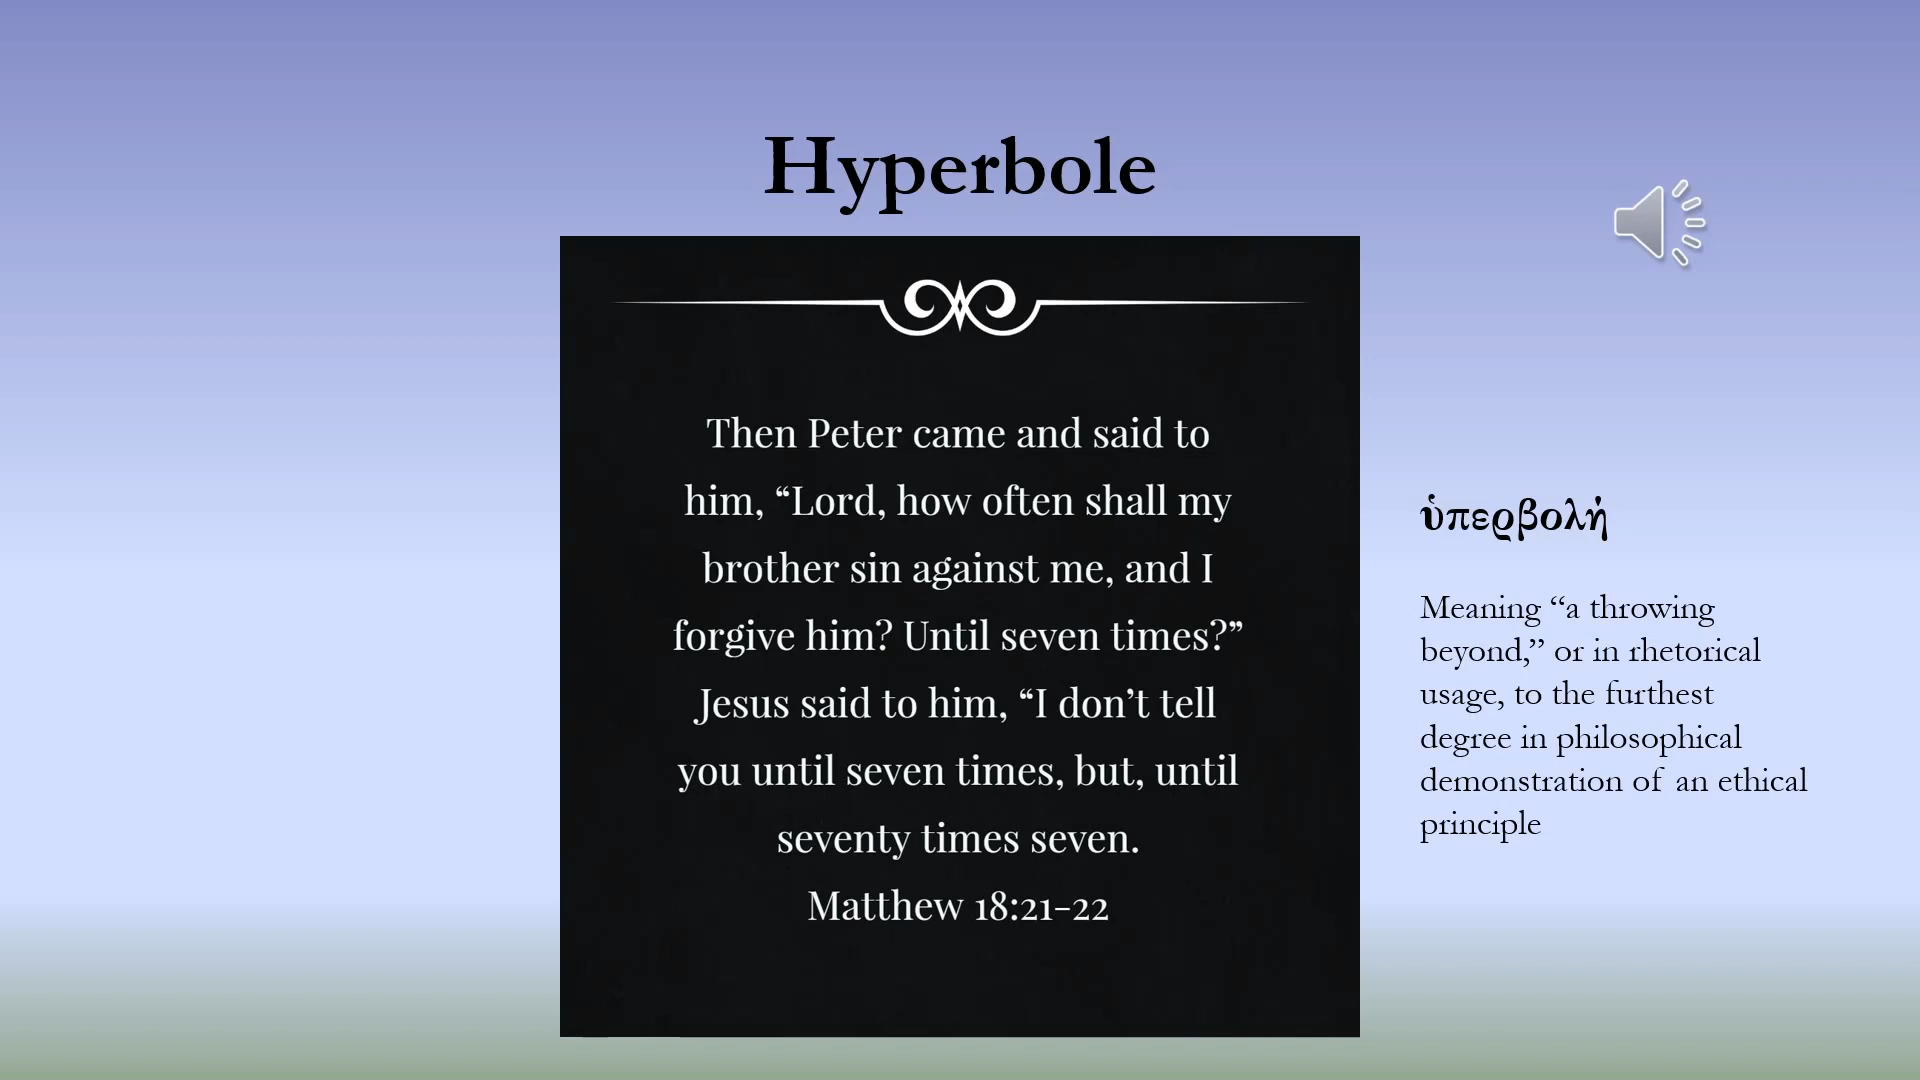 Hyperbole
Then Peter came and said to
him, “Lord, how often shall my
brother sin against me, and I
forgive him? Until seven times?”
Jesus said to him, “I don’t tell
you until seven times, but, until
seventy times seven.
Matthew 18:21-22
ὑπερβολή
Meaning “a throwing
beyond,” or in rhetorical
usage, to the furthest
degree in philosophical
demonstration of an ethical
principle